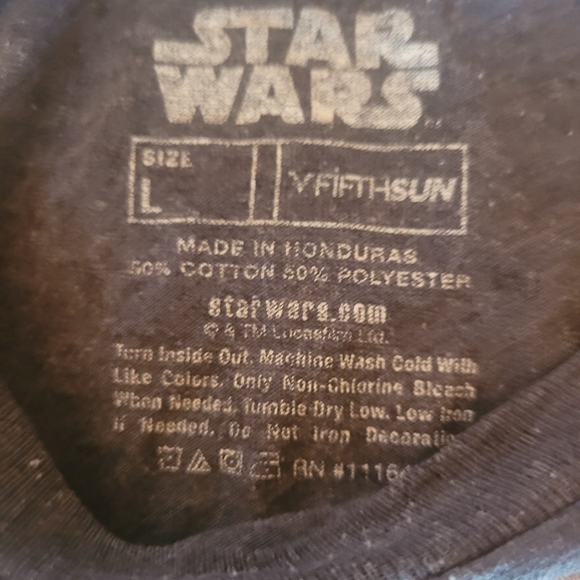 STAR
WARS
SIZE
L
FIFTHSUN
MADE IN HONDURAS
50% COTTON 50% POLYESTER
starwars.com
© & TM Lucasfilm Ltd.
Turn Inside Out. Machine Wash Cold With
Like Colors. Only Non-Chlorine Bleach
When Needed. Tumble Dry Low. Low Iron
If Needed. Do Not Iron
RN #1116